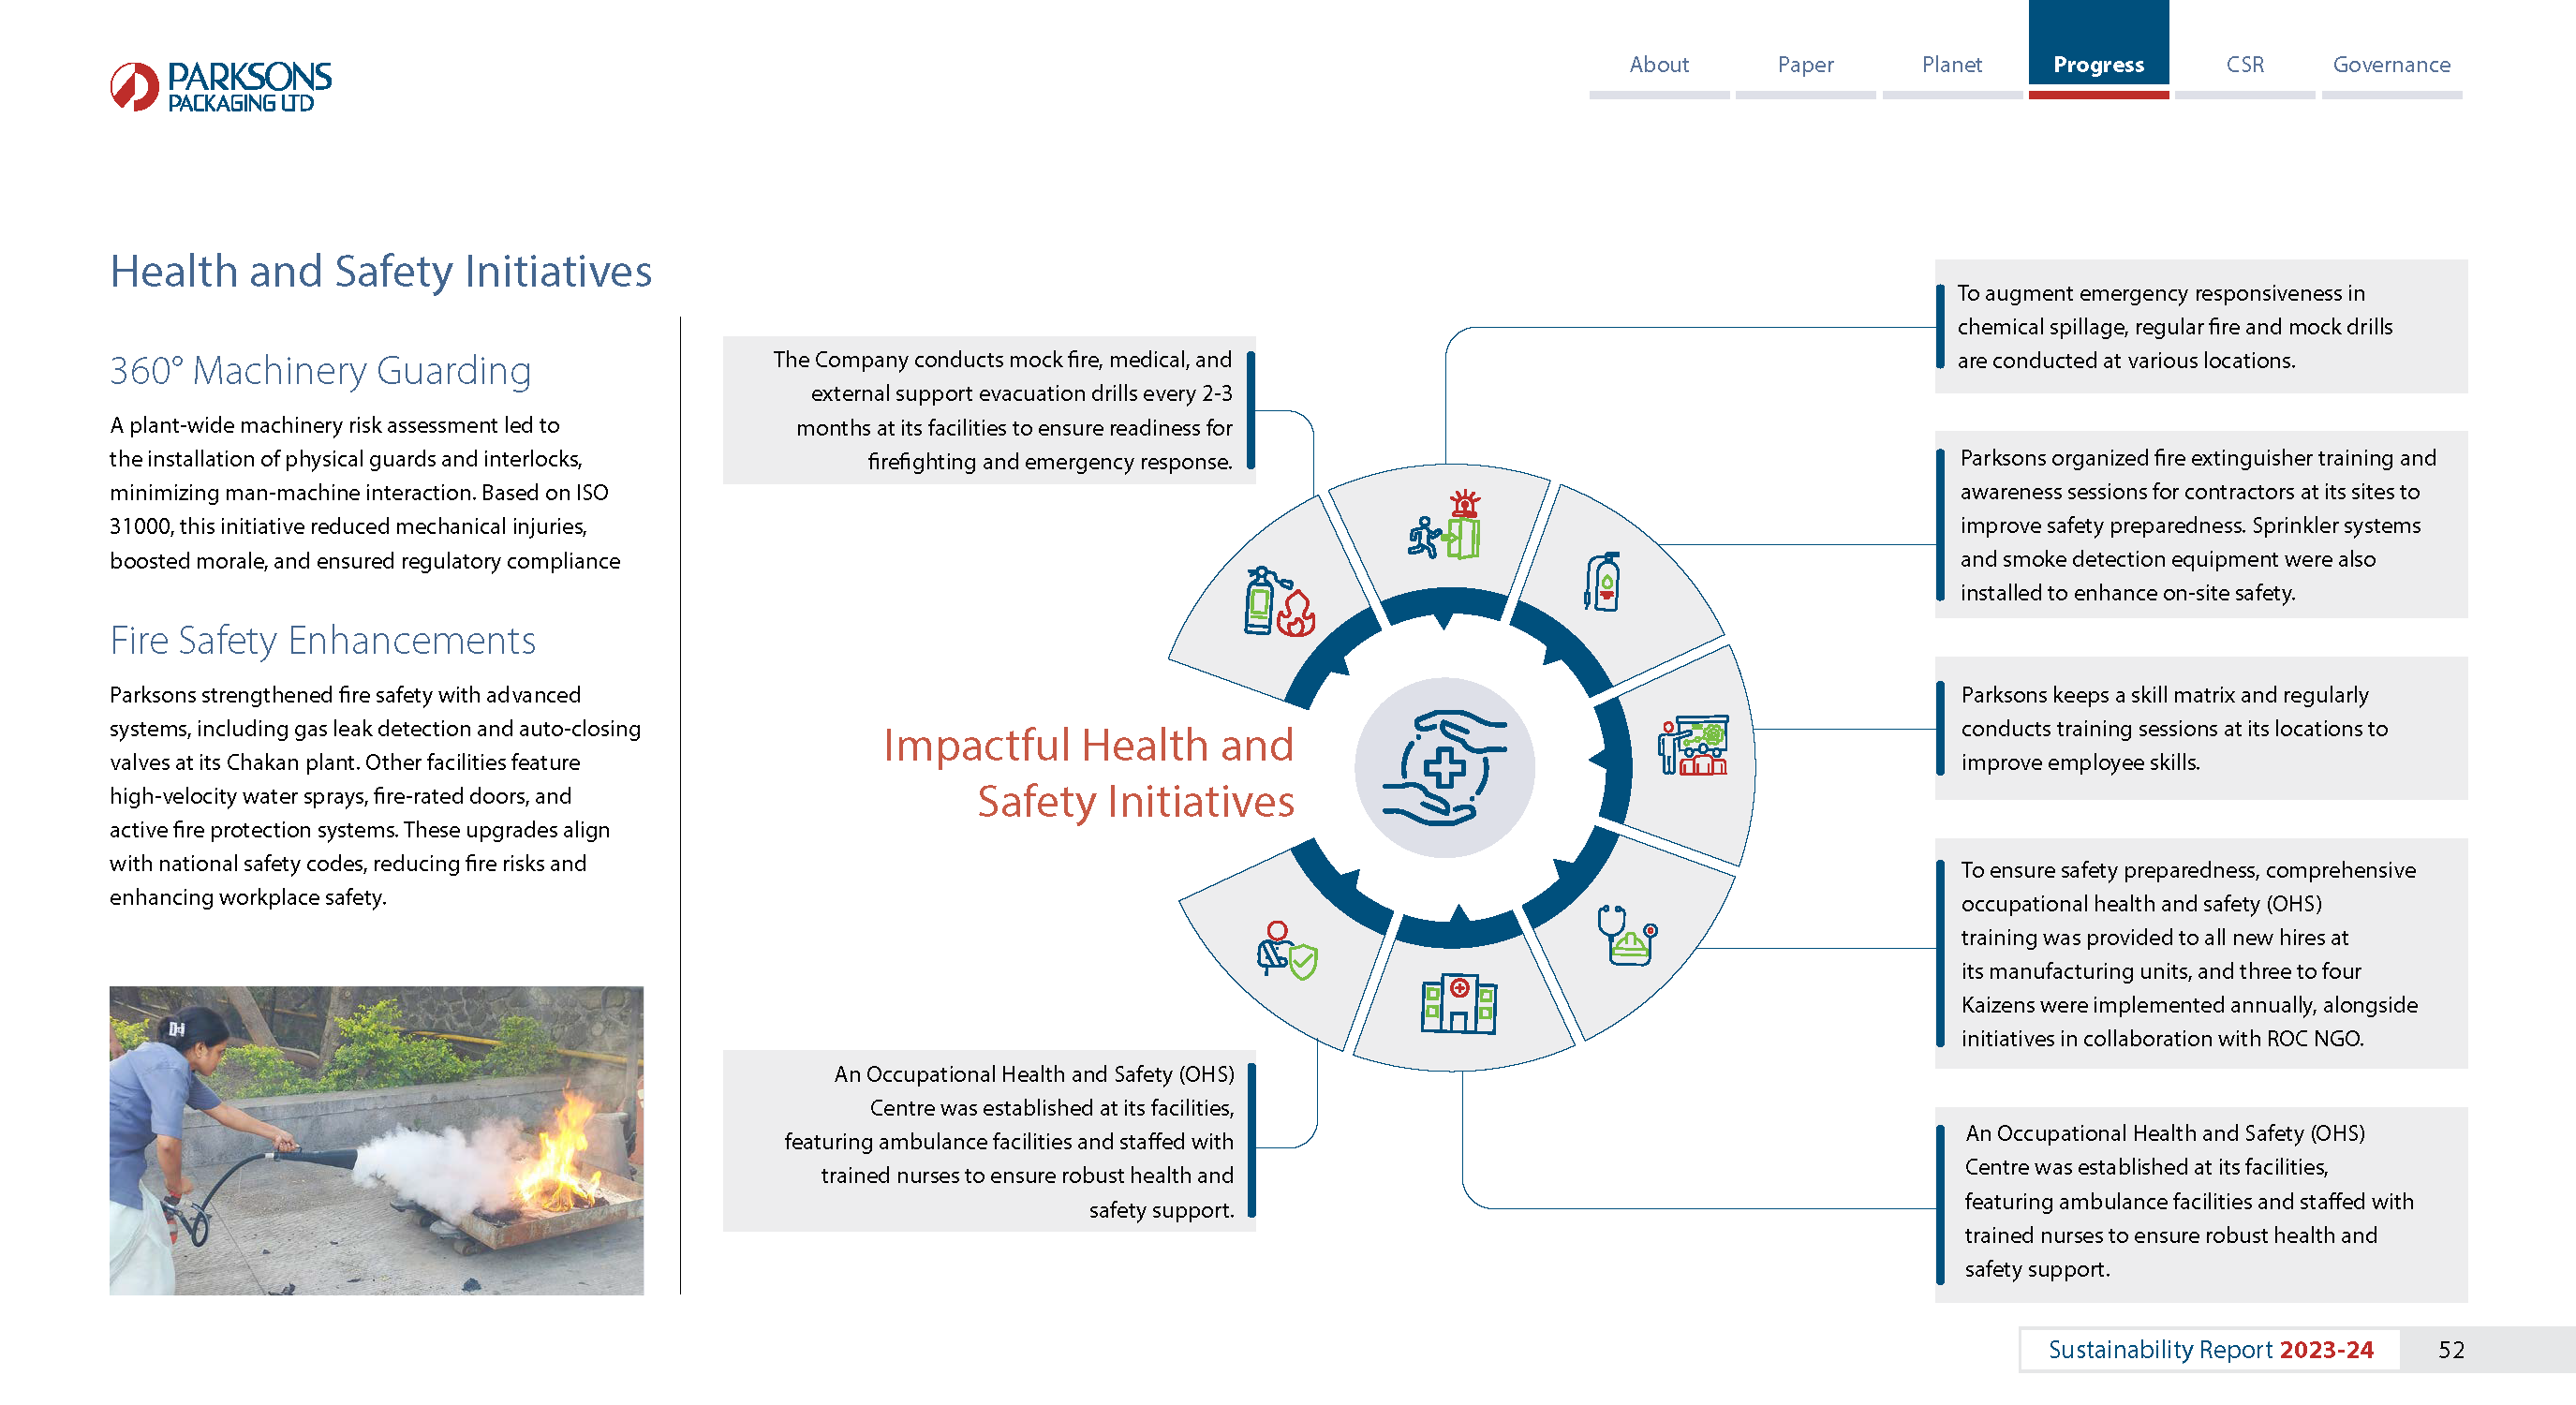 PARKSONS
PACKAGING LTD
About
Paper
Planet
Progress
CSR
Governance
Health and Safety Initiatives
360° Machinery Guarding
A plant-wide machinery risk assessment led to
the installation of physical guards and interlocks,
minimizing man-machine interaction. Based on ISO
31000, this initiative reduced mechanical injuries,
boosted morale, and ensured regulatory compliance
Fire Safety Enhancements
Parksons strengthened fire safety with advanced
systems, including gas leak detection and auto-closing
valves at its Chakan plant. Other facilities feature
high-velocity water sprays, fire-rated doors, and
active fire protection systems. These upgrades align
with national safety codes, reducing fire risks and
enhancing workplace safety.
The Company conducts mock fire, medical, and
external support evacuation drills every 2-3
months at its facilities to ensure readiness for
firefighting and emergency response.
Impactful Health and
Safety Initiatives
An Occupational Health and Safety (OHS)
Centre was established at its facilities,
featuring ambulance facilities and staffed with
trained nurses to ensure robust health and
safety support.
To augment emergency responsiveness in
chemical spillage, regular fire and mock drills
are conducted at various locations.
Parksons organized fire extinguisher training and
awareness sessions for contractors at its sites to
improve safety preparedness. Sprinkler systems
and smoke detection equipment were also
installed to enhance on-site safety.
Parksons keeps a skill matrix and regularly
conducts training sessions at its locations to
improve employee skills.
To ensure safety preparedness, comprehensive
occupational health and safety (OHS)
training was provided to all new hires at
its manufacturing units, and three to four
Kaizens were implemented annually, alongside
initiatives in collaboration with ROC NGO.
An Occupational Health and Safety (OHS)
Centre was established at its facilities,
featuring ambulance facilities and staffed with
trained nurses to ensure robust health and
safety support.
Sustainability Report 2023-24
52